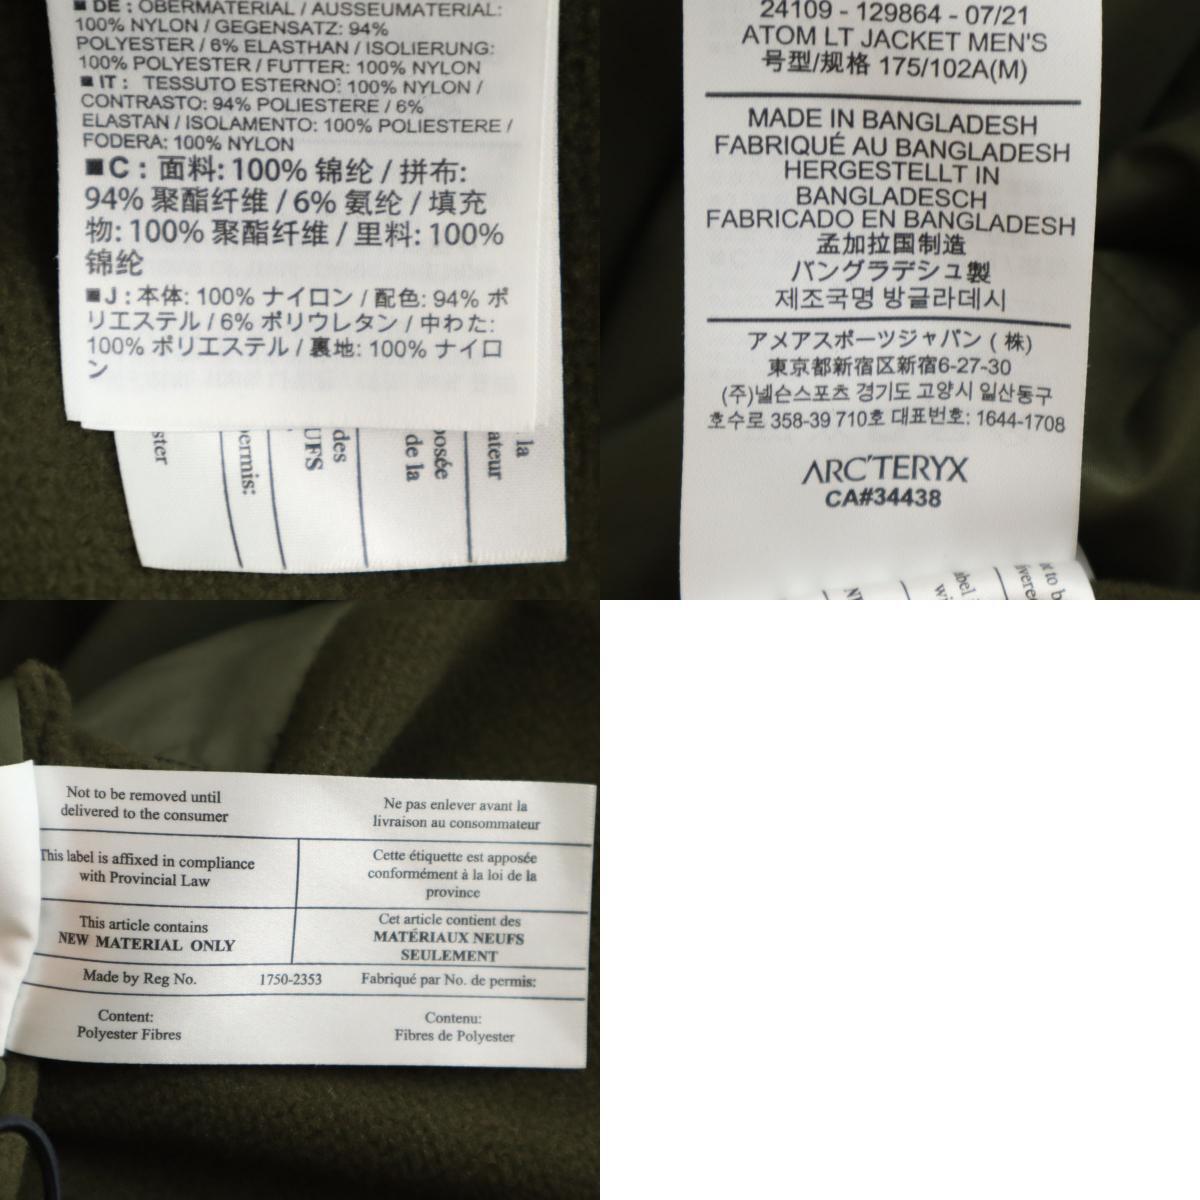 ■ DE : OBERMATERIAL / AUSSEUMATERIAL:
100% NYLON / GEGENSATZ: 94%
POLYESTER / 6% ELASTHAN / ISOLIERUNG:
100% POLYESTER / FUTTER: 100% NYLON
■ IT : TESSUTO ESTERNO: 100% NYLON /
CONTRASTO: 94% POLIESTERE / 6%
ELASTAN / ISOLAMENTO: 100% POLIESTERE /
FODERA: 100% NYLON
■C : 面料: 100% 锦纶 / 拼布:
94% 聚酯纤维 / 6% 氨纶 / 填充
物: 100% 聚酯纤维 / 里料: 100%
锦纶
■J : 本体: 100% ナイロン / 配色: 94% ポ
リエステル / 6% ポリウレタン / 中わた:
100% ポリエステル / 裏地: 100% ナイロ
ン
ster
ermis:
des
UFS
posée
de la
la
ateur
24109 - 129864 - 07/21
ATOM LT JACKET MEN'S
号型/规格 175/102A(M)
MADE IN BANGLADESH
FABRIQUÉ AU BANGLADESH
HERGESTELLT IN
BANGLADESCH
FABRICADO EN BANGLADESH
孟加拉国制造
バングラデシュ製
제조국명 방글라데시
アメアスポーツジャパン ( 株)
東京都新宿区新宿6-27-30
(주)넬슨스포츠 경기도 고양시 일산동구
호수로 358-39 710호 대표번호: 1644-1708
ARC'TERYX
CA#34438
Not to be removed until
delivered to the consumer
Ne pas enlever avant la
livraison au consommateur
This label is affixed in compliance
with Provincial Law
Cette étiquette est apposée
conformément à la loi de la
province
This article contains
NEW MATERIAL ONLY
Cet article contient des
MATÉRIAUX NEUFS
SEULEMENT
Made by Reg No. 1750-2353 Fabriqué par No. de permis:
Content:
Polyester Fibres
Contenu:
Fibres de Polyester